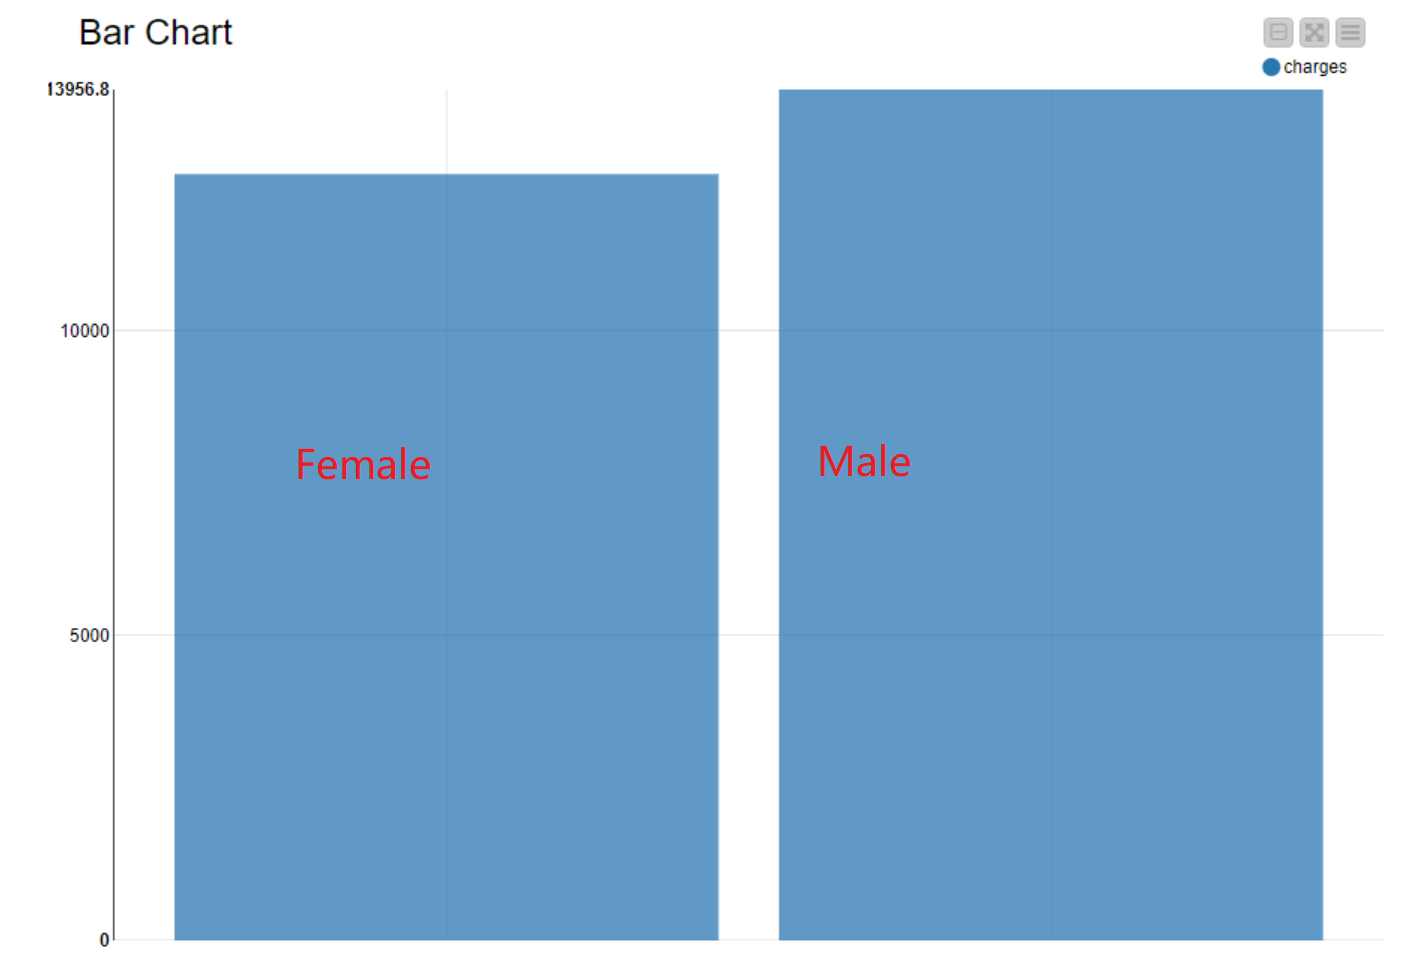 Bar Chart
charges
13956.8
10000
Female
Male
5000
0